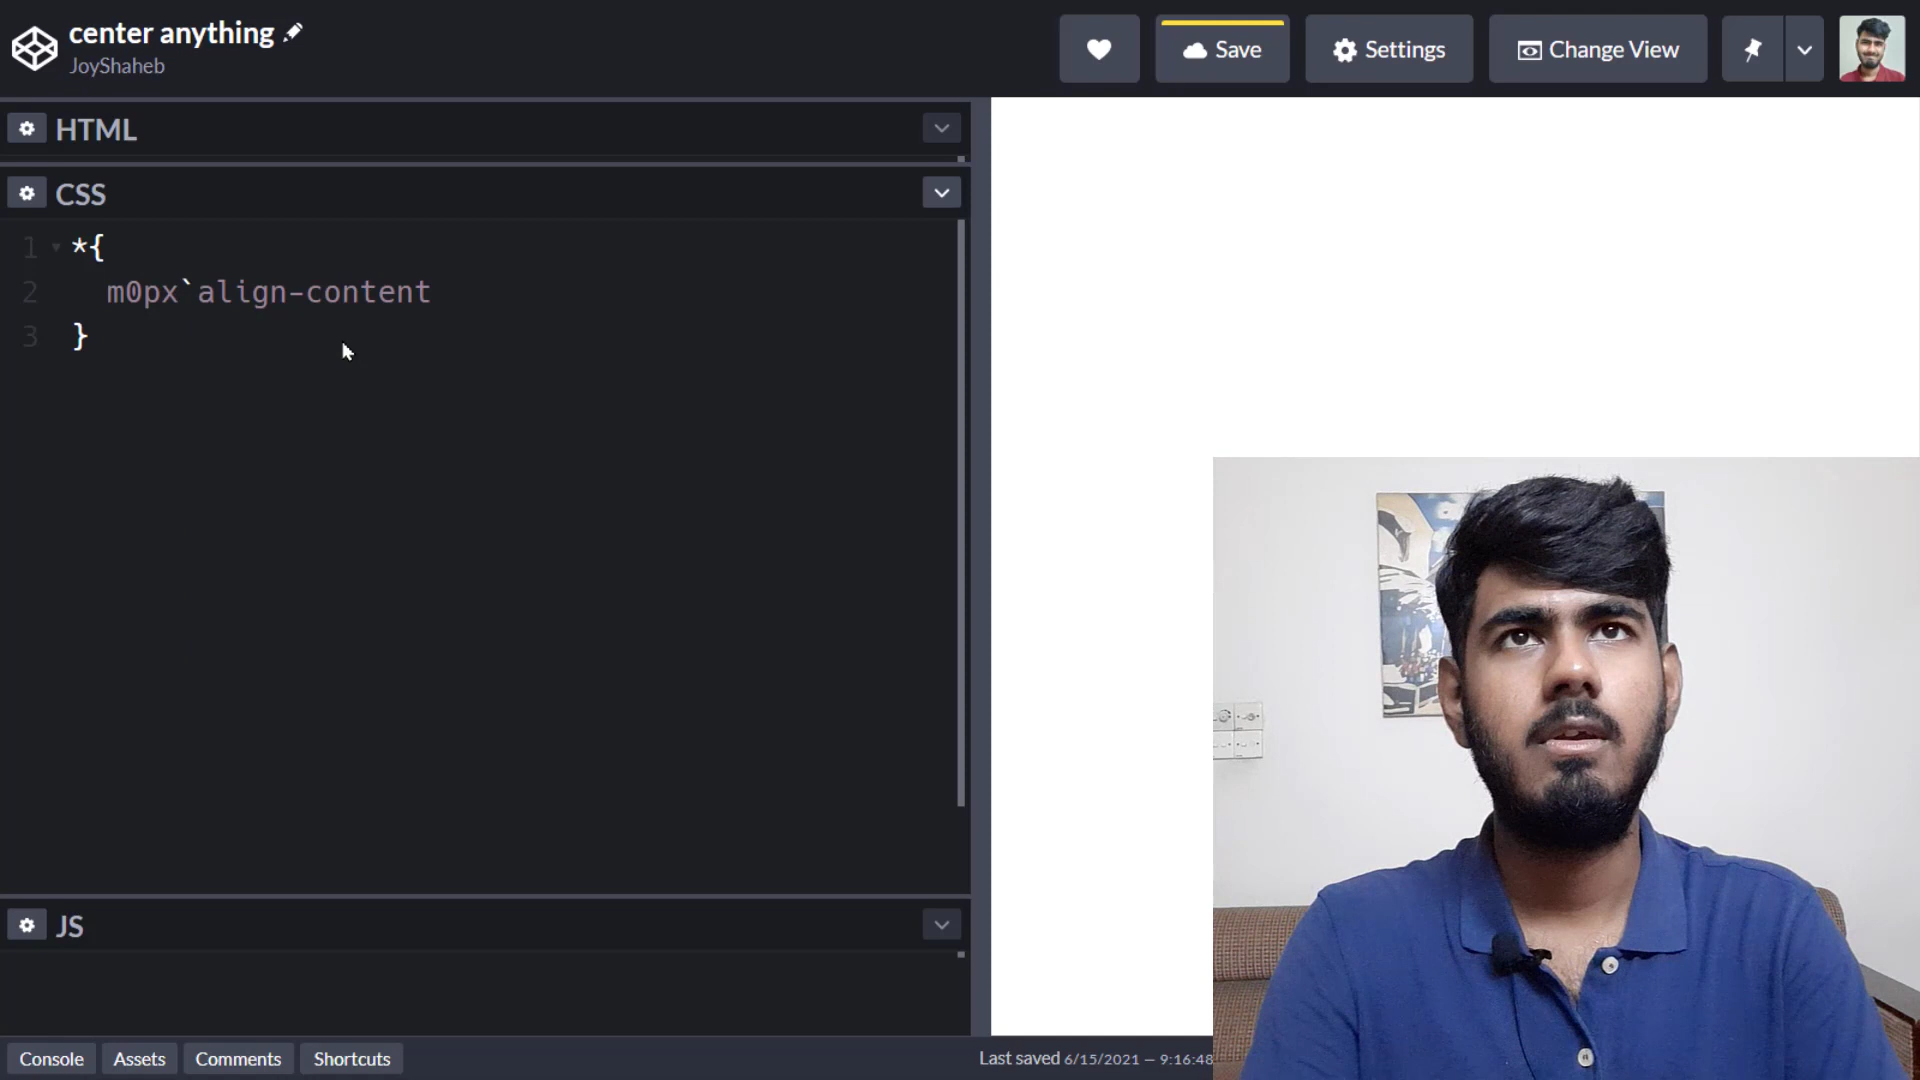 center anything
JoyShaheb
Save
Settings
Change View
HTML
CSS
1 *{
2 m0px`align-content
3 }
JS
Console
Assets
Comments
Shortcuts
Last saved 6/15/2021 — 9:16:48